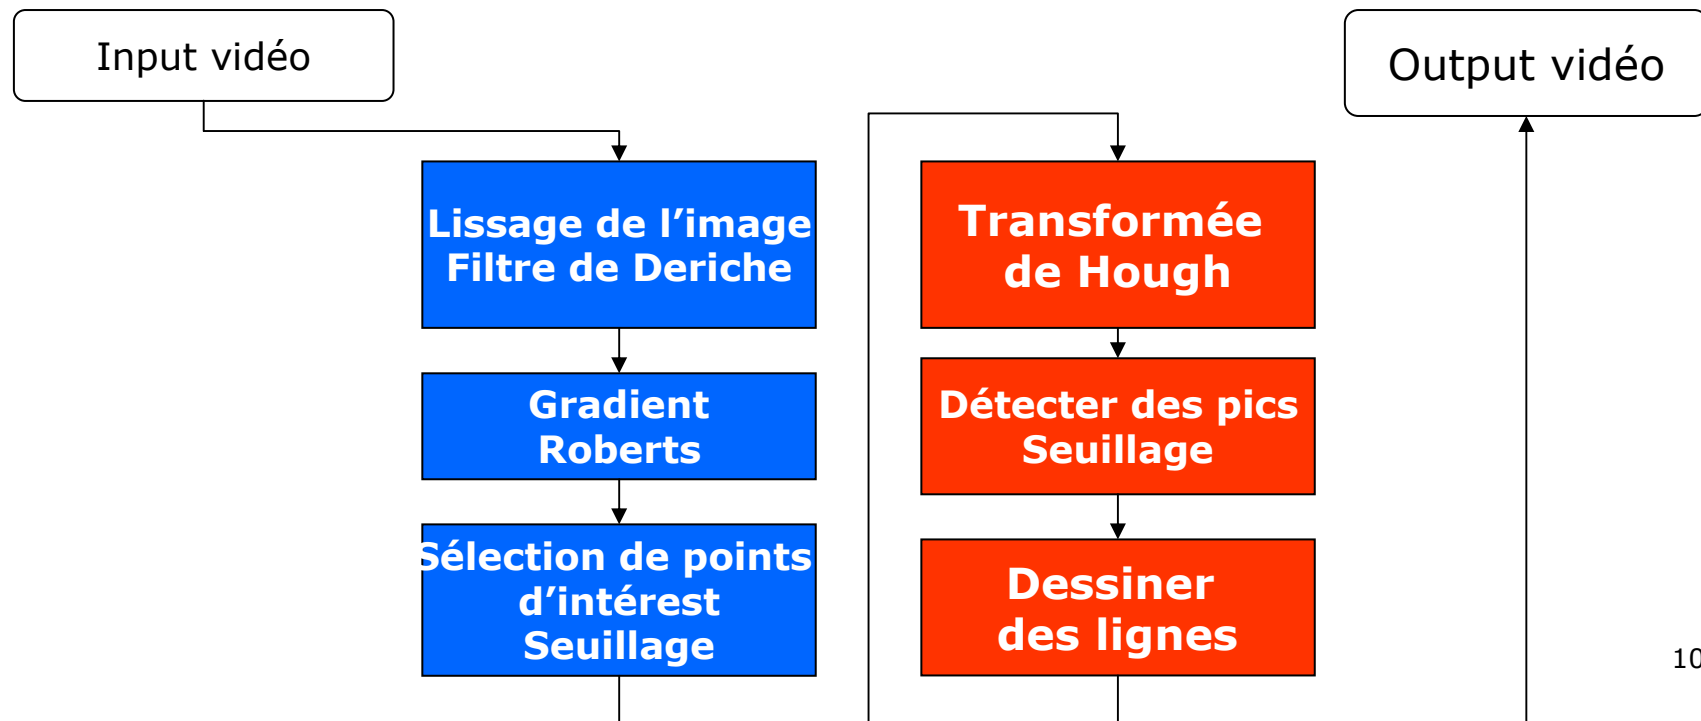 Input vidéo
Output vidéo
Lissage de l’image
Filtre de Deriche
Gradient
Roberts
Sélection de points
d’intérest
Seuillage
Transformée
de Hough
Détecter des pics
Seuillage
Dessiner
des lignes
10